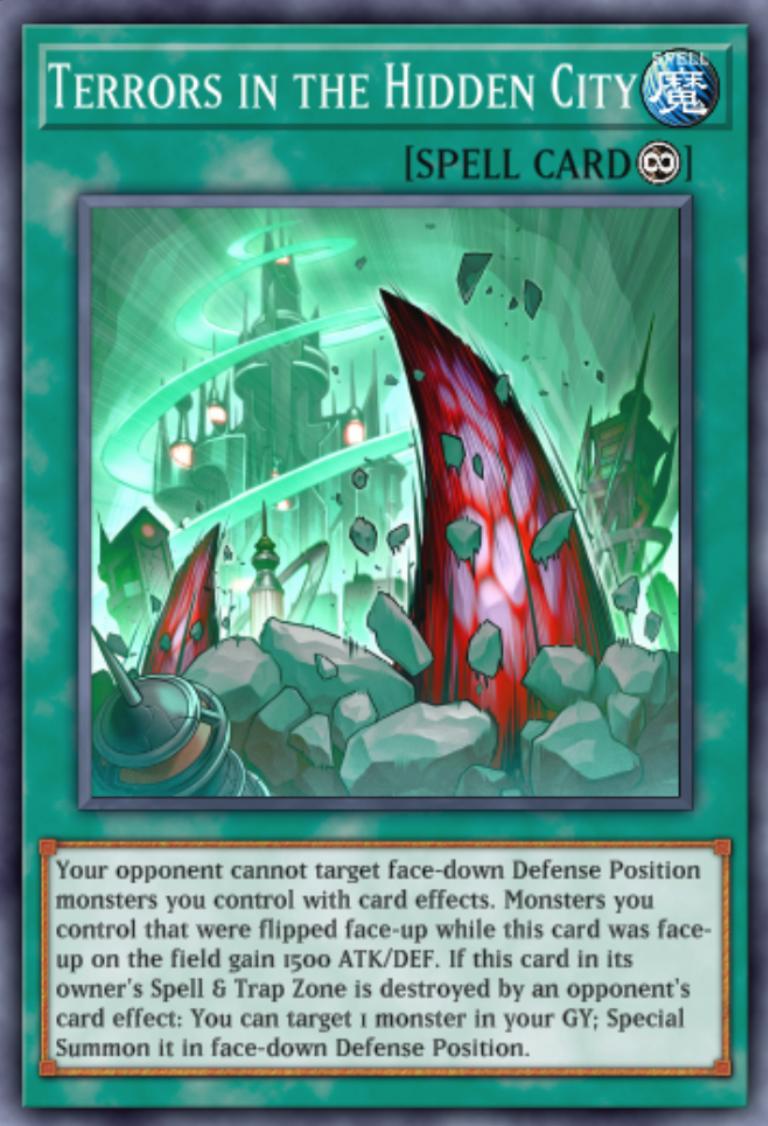 TERRORS IN THE HIDDEN CITY
SPELL
魔
[SPELL CARD∞]
Your opponent cannot target face-down Defense Position
monsters you control with card effects. Monsters you
control that were flipped face-up while this card was face-
up on the field gain 1500 ATK/DEF. If this card in its
owner's Spell & Trap Zone is destroyed by an opponent's
card effect: You can target 1 monster in your GY; Special
Summon it in face-down Defense Position.